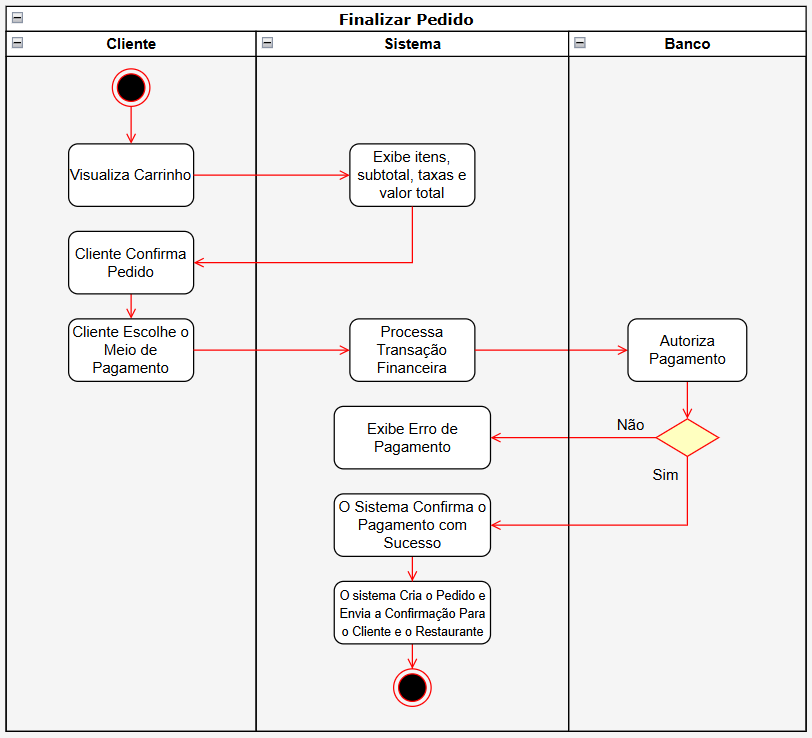 Finalizar Pedido
Cliente
Sistema
Banco
Visualiza Carrinho
Exibe itens,
subtotal, taxas e
valor total
Cliente Confirma
Pedido
Cliente Escolhe o
Meio de
Pagamento
Processa
Transação
Financeira
Autoriza
Pagamento
Não
Exibe Erro de
Pagamento
Sim
O Sistema Confirma o
Pagamento com
Sucesso
O sistema Cria o Pedido e
Envia a Confirmação Para
o Cliente e o Restaurante